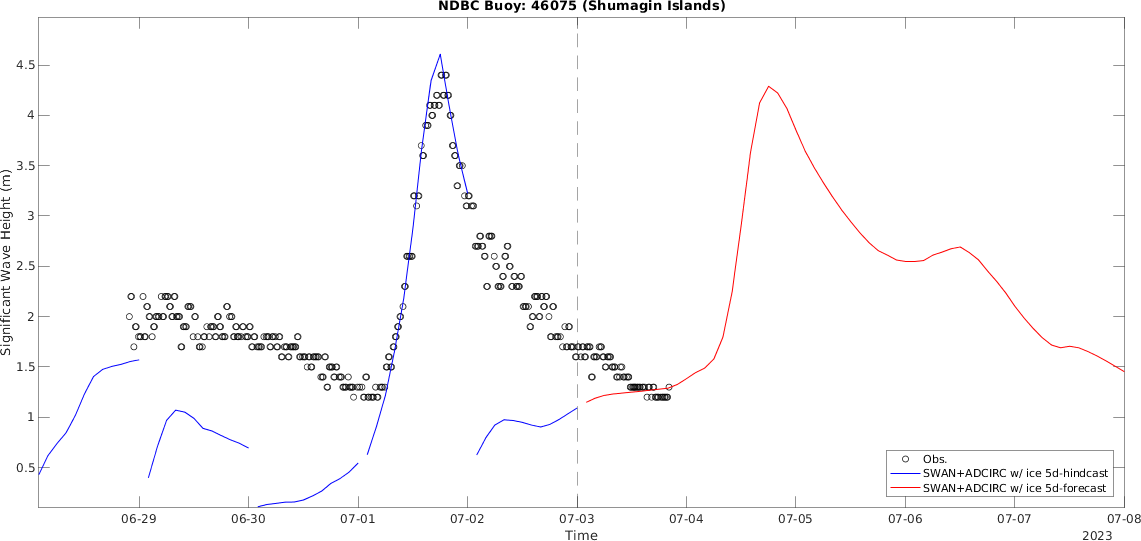 NDBC Buoy: 46075 (Shumagin Islands)
4.5
4
3.5
3
2.5
2
1.5
1
0.5
Significant Wave Height (m)
Obs.
SWAN+ADCIRC w/ ice 5d-hindcast
SWAN+ADCIRC w/ ice 5d-forecast
06-29 06-30 07-01 07-02 07-03 07-04 07-05 07-06 07-07 07-08
Time
2023